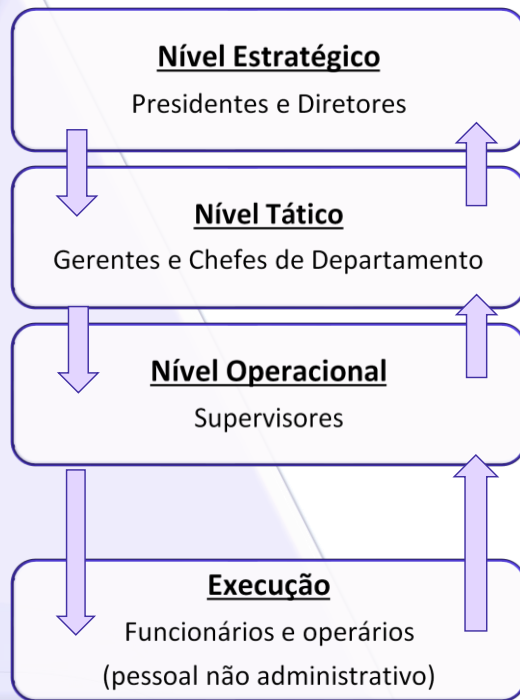 Nível Estratégico
Presidentes e Diretores
Nível Tático
Gerentes e Chefes de Departamento
Nível Operacional
Supervisores
Execução
Funcionários e operários
(pessoal não administrativo)